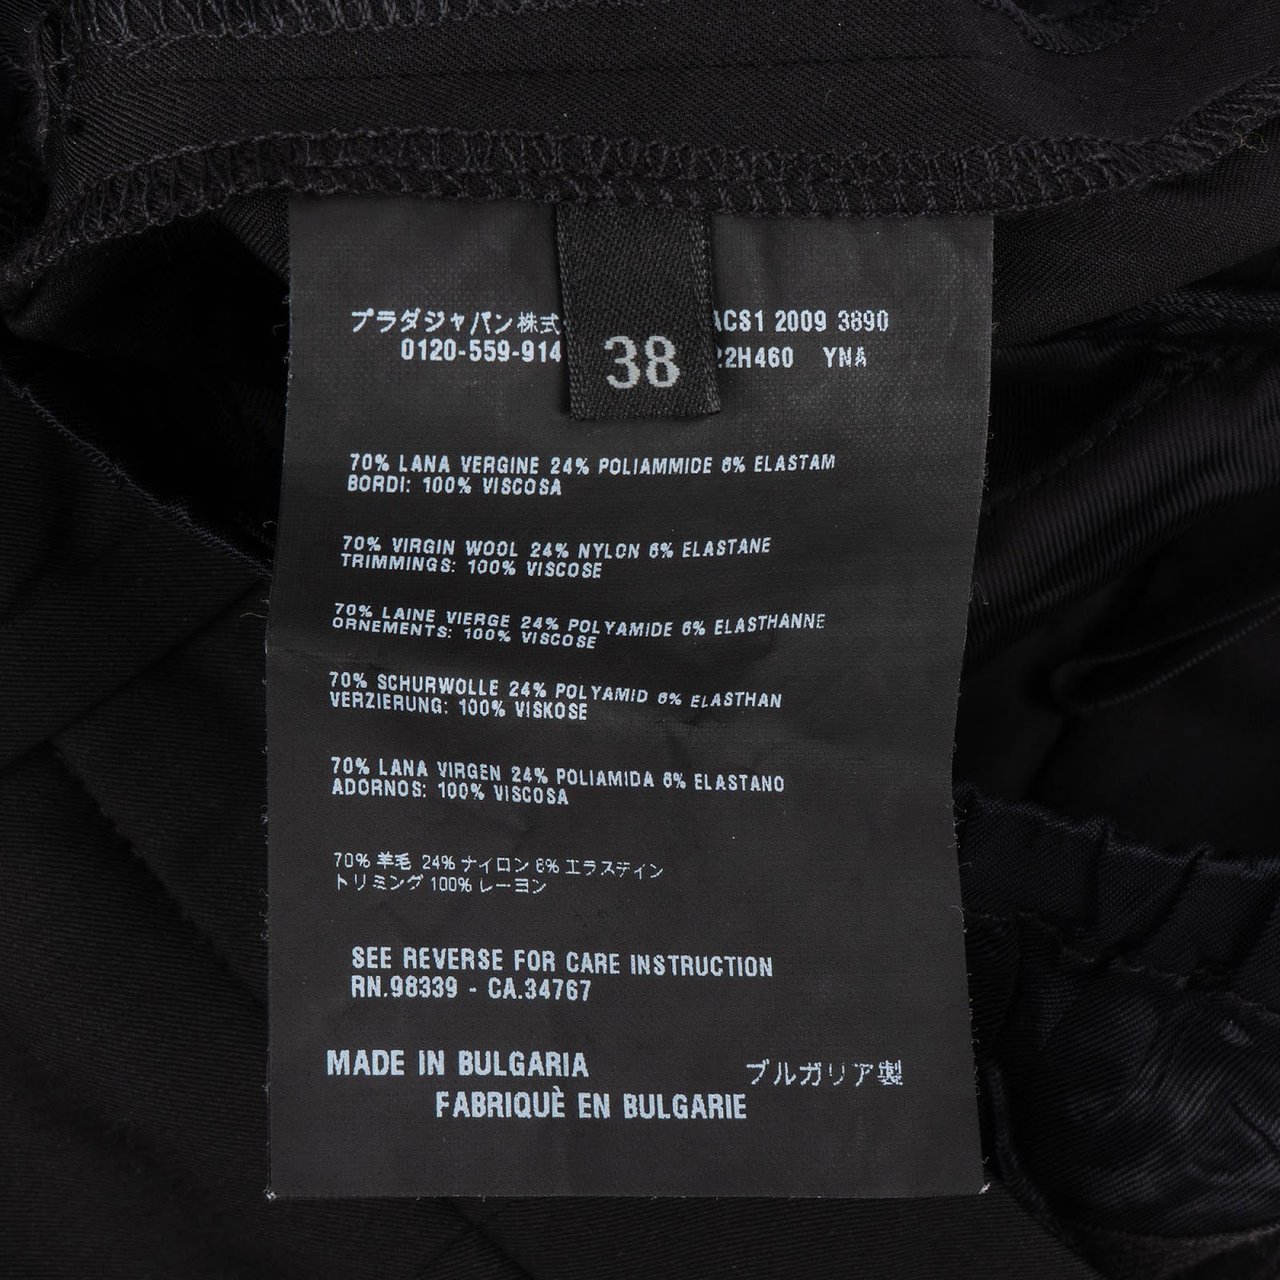 プラダジャパン株式
ACS1 2009 3890
0120-559-914
22H460 YNA
38
70% LANA VERGINE 24% POLIAMMIDE 6% ELASTAM
BORDI: 100% VISCOSA
70% VIRGIN WOOL 24% NYLON 6% ELASTANE
TRIMMINGS: 100% VISCOSE
70% LAINE VIERGE 24% POLYAMIDE 6% ELASTHANNE
ORNEMENTS: 100% VISCOSE
70% SCHURWOLLE 24% POLYAMID 6% ELASTHAN
VERZIERUNG: 100% VISKOSE
70% LANA VIRGEN 24% POLIAMIDA 6% ELASTANO
ADORNOS: 100% VISCOSA
70% 羊毛 24% ナイロン 6% エラステイン
トリミング 100% レーヨン
SEE REVERSE FOR CARE INSTRUCTION
RN.98339 - CA.34767
MADE IN BULGARIA
ブルガリア製
FABRIQUÈ EN BULGARIE